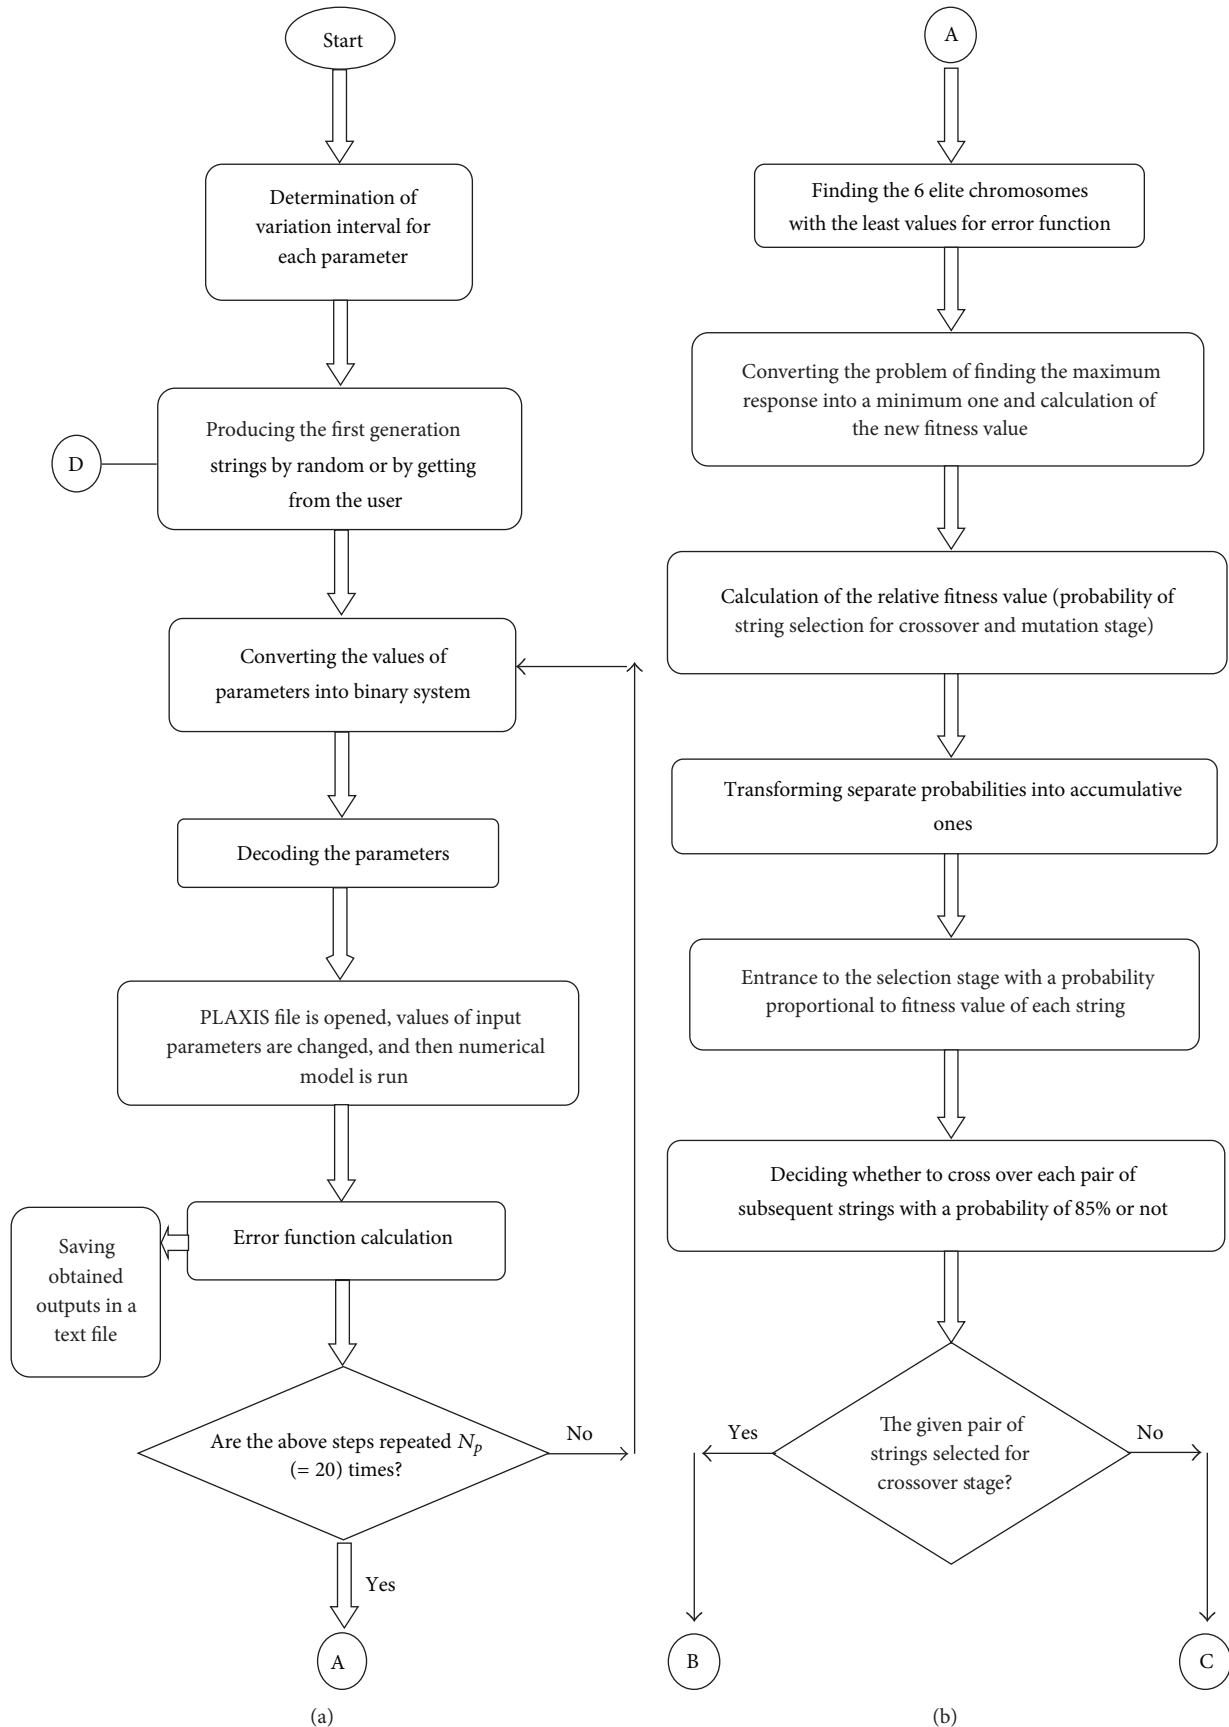 Start
Determination of
variation interval for
each parameter
D
Producing the first generation
strings by random or by getting
from the user
Converting the values of
parameters into binary system
Decoding the parameters
PLAXIS file is opened, values of input
parameters are changed, and then numerical
model is run
Error function calculation
Saving
obtained
outputs in a
text file
Are the above steps repeated Np
(= 20) times?
No
Yes
A
(a)
A
Finding the 6 elite chromosomes
with the least values for error function
Converting the problem of finding the maximum
response into a minimum one and calculation of
the new fitness value
Calculation of the relative fitness value (probability of
string selection for crossover and mutation stage)
Transforming separate probabilities into accumulative
ones
Entrance to the selection stage with a probability
proportional to fitness value of each string
Deciding whether to cross over each pair of
subsequent strings with a probability of 85% or not
The given pair of
strings selected for
crossover stage?
Yes
No
B
C
(b)